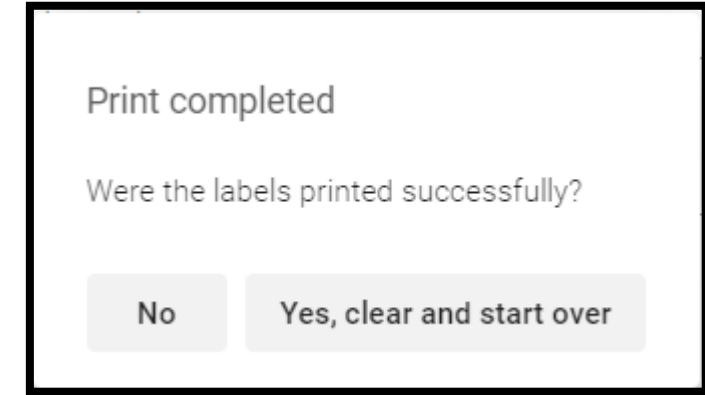 Print completed
Were the labels printed successfully?
No
Yes, clear and start over